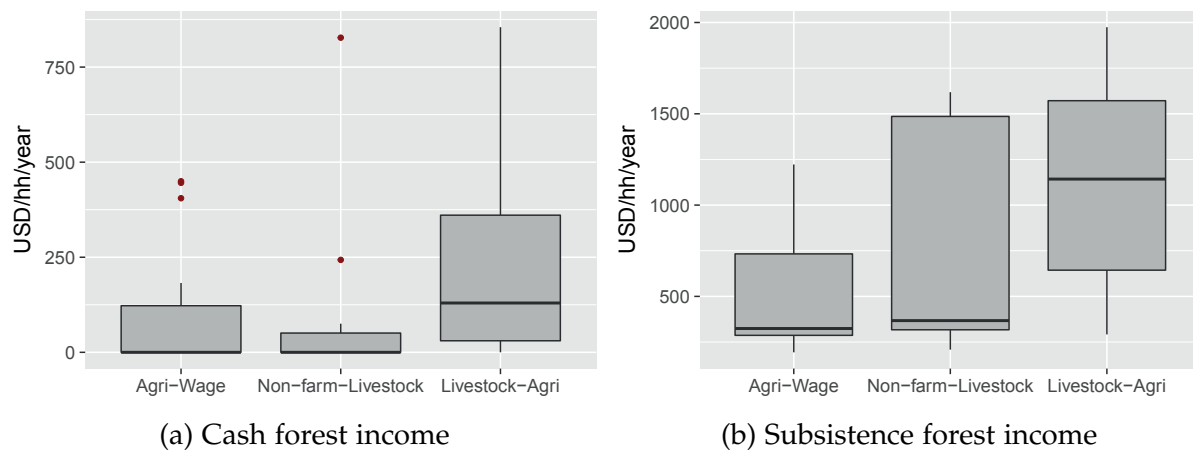 USD/hh/year
750
500
250
0
Agri−Wage Non−farm−Livestock Livestock−Agri
(a) Cash forest income
USD/hh/year
2000
1500
1000
500
Agri−Wage Non−farm−Livestock Livestock−Agri
(b) Subsistence forest income